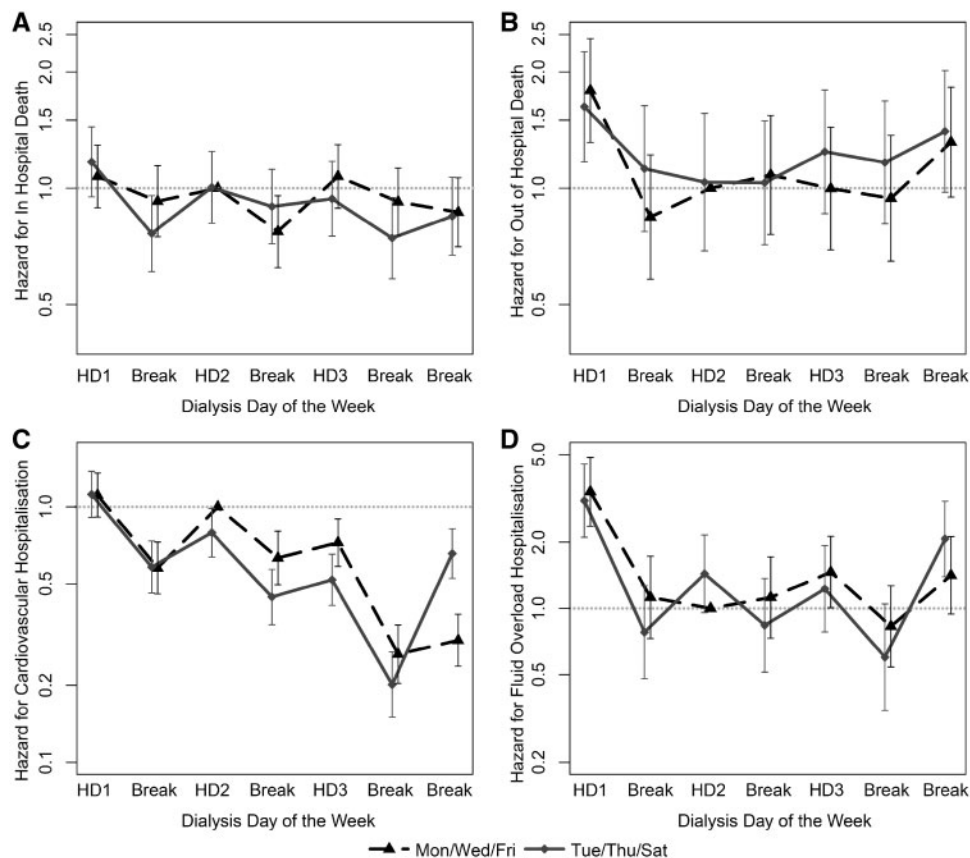 A
Hazard for In Hospital Death
2.5
2.0
1.5
1.0
0.5
HD1 Break HD2 Break HD3 Break Break
Dialysis Day of the Week
B
Hazard for Out of Hospital Death
2.5
2.0
1.5
1.0
0.5
HD1 Break HD2 Break HD3 Break Break
Dialysis Day of the Week
C
Hazard for Cardiovascular Hospitalisation
1.0
0.5
0.2
0.1
HD1 Break HD2 Break HD3 Break Break
Dialysis Day of the Week
D
Hazard for Fluid Overload Hospitalisation
5.0
2.0
1.0
0.5
0.2
HD1 Break HD2 Break HD3 Break Break
Dialysis Day of the Week
Mon/Wed/Fri Tue/Thu/Sat